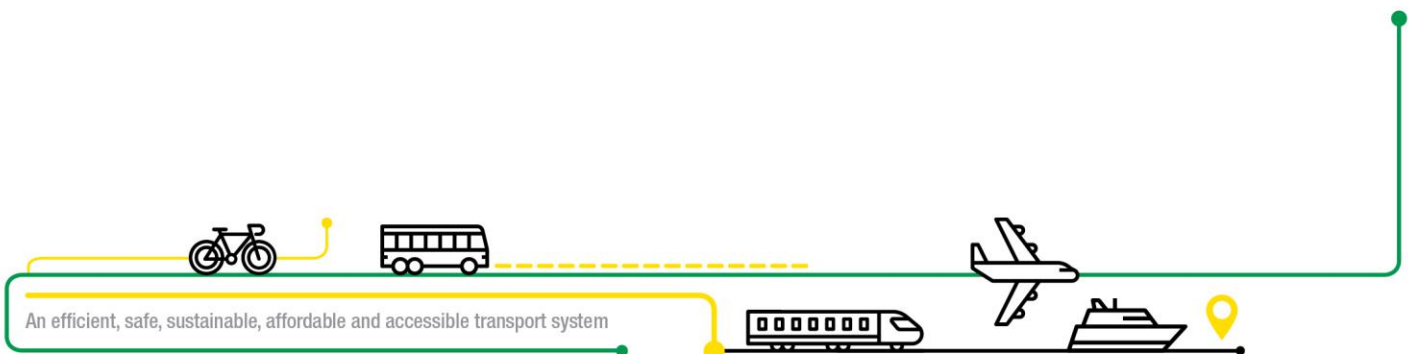 An efficient, safe, sustainable, affordable and accessible transport system